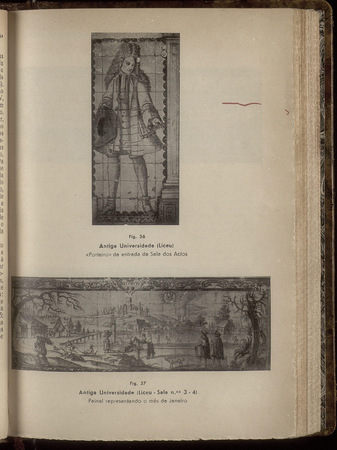 Fig. 36
Antiga Universidade (Liceu)
«Porteiro» da entrada da Sala dos Actos
Fig. 37
Antiga Universidade (Liceu - Sala n.os 3 - 4)
Painel representando o mês de Janeiro